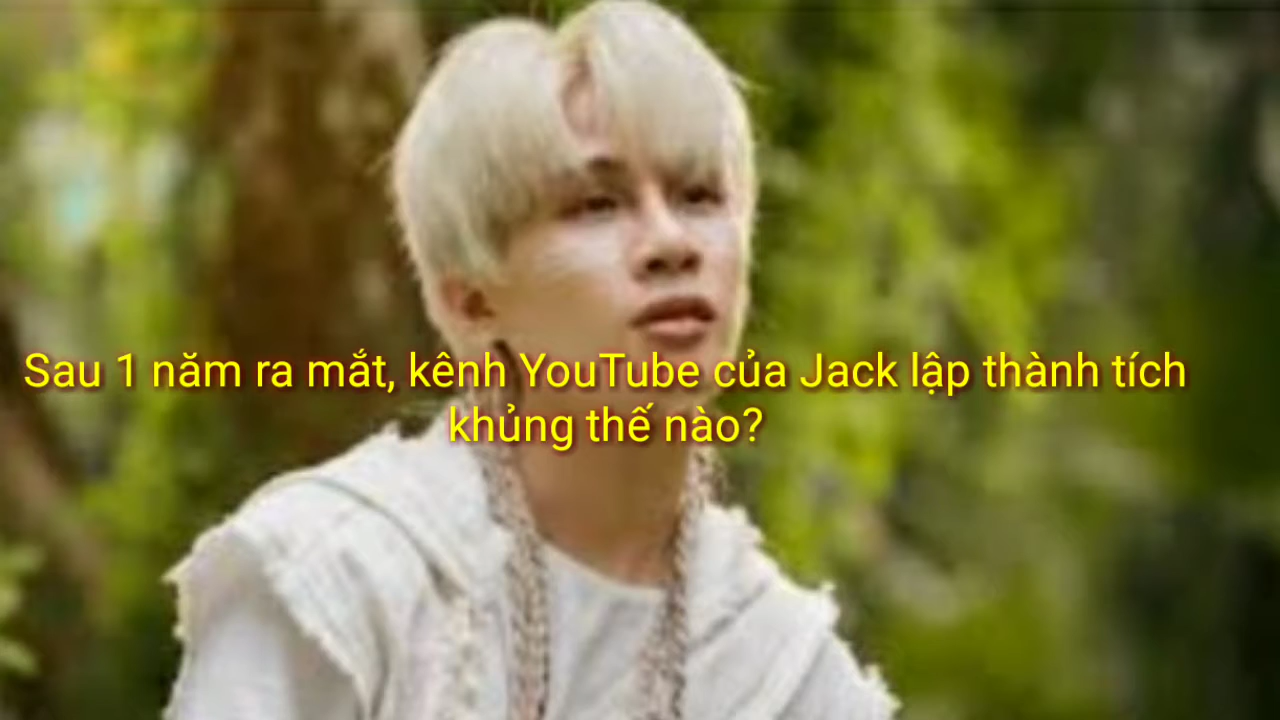 Sau 1 năm ra mắt, kênh YouTube của Jack lập thành tích
khủng thế nào?